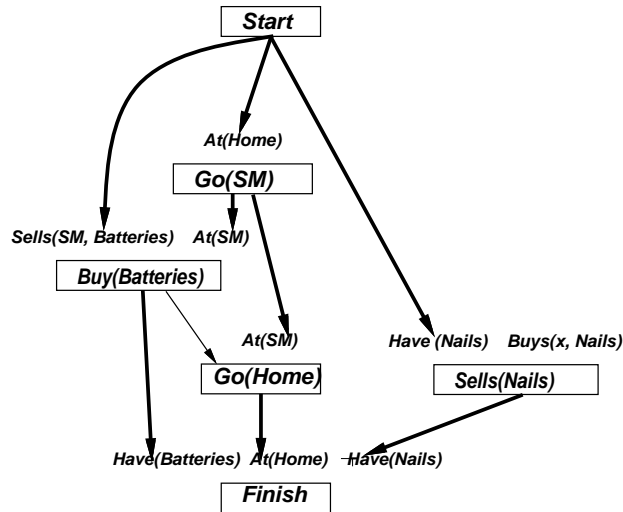 Start
At(Home)
Go(SM)
Sells(SM, Batteries) At(SM)
Buy(Batteries)
At(SM) Have (Nails) Buys(x, Nails)
Go(Home) Sells(Nails)
Have(Batteries) At(Home) ¬Have(Nails)
Finish